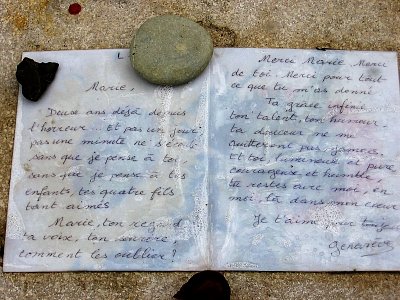 Marie,
Deux ans déjà depuis
l'horreur... Et pas un jour
pas une minute ne s'écoule
sans que je pense à toi,
sans que je pense à tes
enfants, tes quatre fils
tant aimés
Marie, ton regard
ta voix, ton sourire,
comment les oublier?
Merci Marie. Merci
de toi. Merci pour tout
ce que tu m'as donné
Ta grâce infinie,
ton talent, ton humour,
ta douceur ne me
quitteront pas, jamais.
Et toi, lumineuse et pure,
courageuse et humble
tu restes avec moi, en
moi, là dans mon cœur
Je t'aime pour toujours
Geneviève